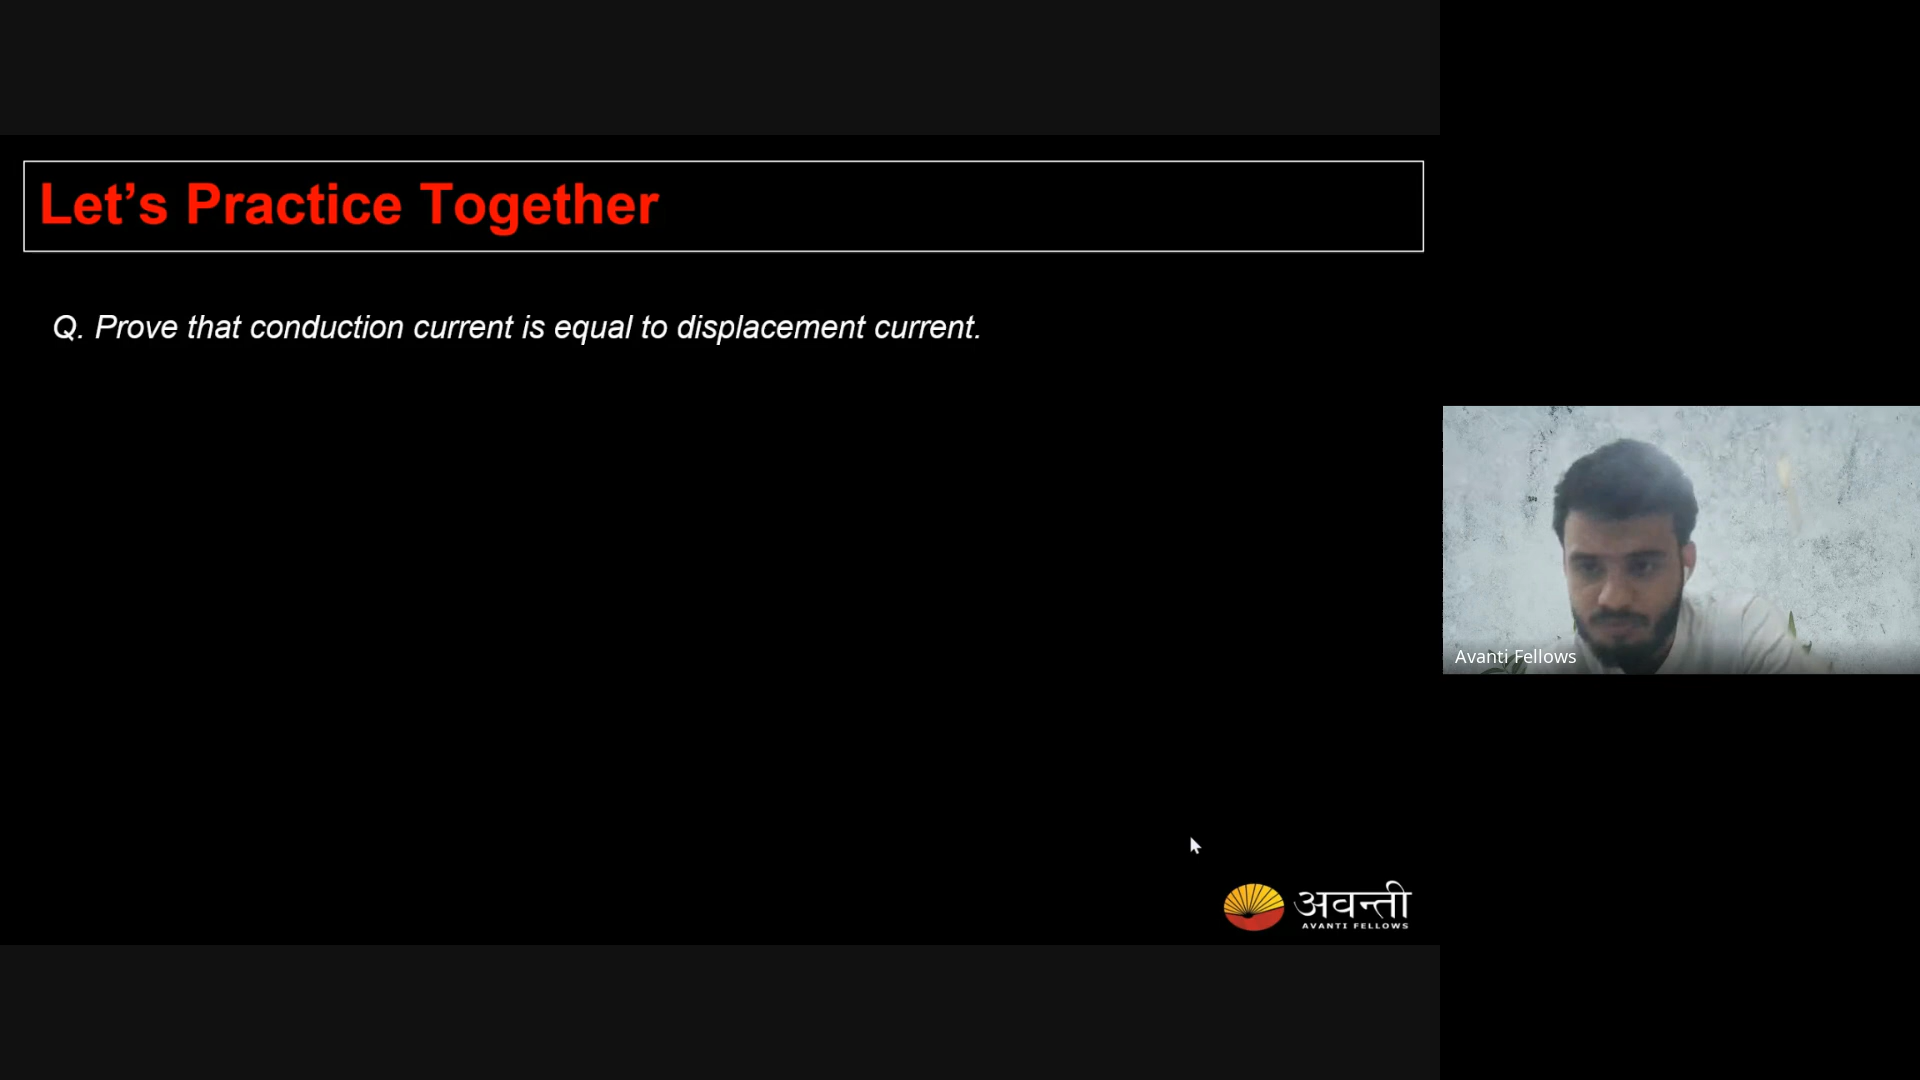 Let’s Practice Together
Q. Prove that conduction current is equal to displacement current.
Avanti Fellows
अवन्ती
AVANTI FELLOWS